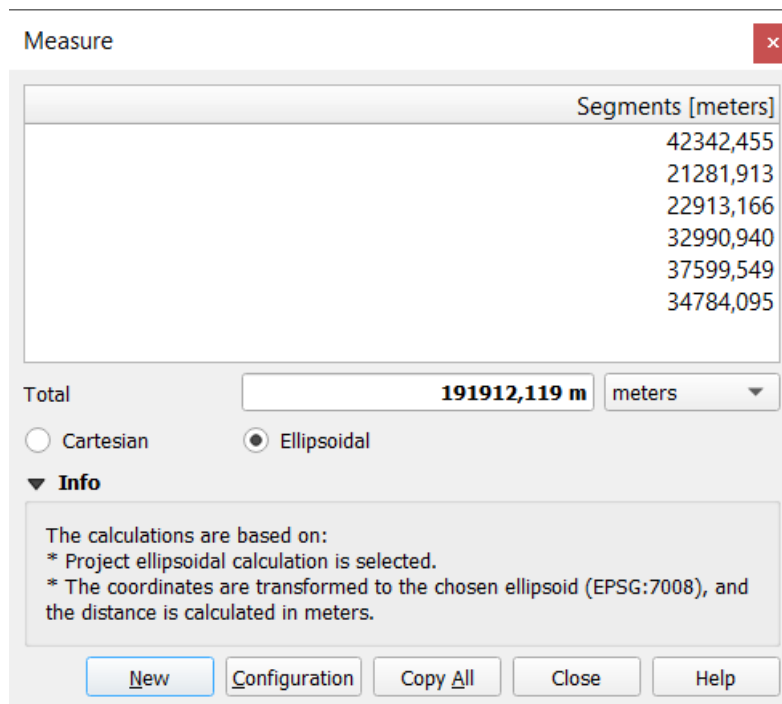 Measure
Segments [meters]
42342,455
21281,913
22913,166
32990,940
37599,549
34784,095
Total 191912,119 m meters
Cartesian Ellipsoidal
Info
The calculations are based on:
* Project ellipsoidal calculation is selected.
* The coordinates are transformed to the chosen ellipsoid (EPSG:7008), and
the distance is calculated in meters.
New Configuration Copy All Close Help